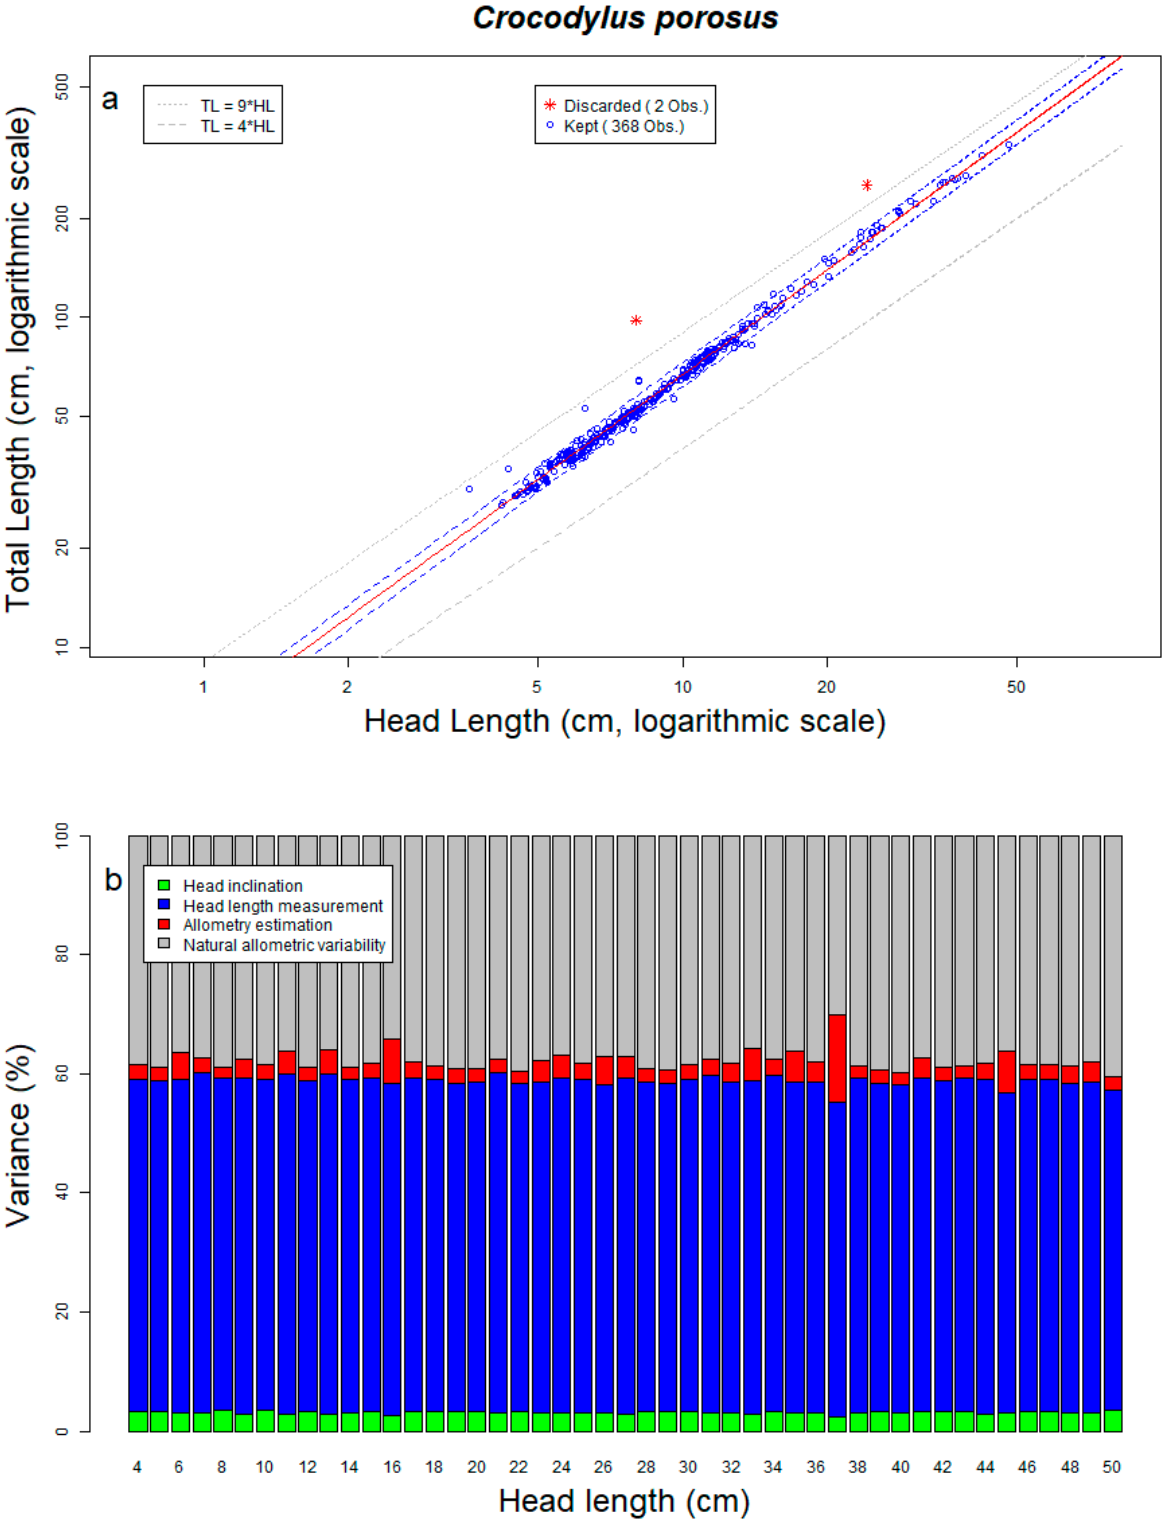 Crocodylus porosus
a
TL = 9*HL
TL = 4*HL
Discarded ( 2 Obs.)
Kept ( 368 Obs.)
Total Length (cm, logarithmic scale)
500
200
100
50
20
10
1 2 5 10 20 50
Head Length (cm, logarithmic scale)
b
Head inclination
Head length measurement
Allometry estimation
Natural allometric variability
Variance (%)
100
80
60
40
20
0
4 6 8 10 12 14 16 18 20 22 24 26 28 30 32 34 36 38 40 42 44 46 48 50
Head length (cm)